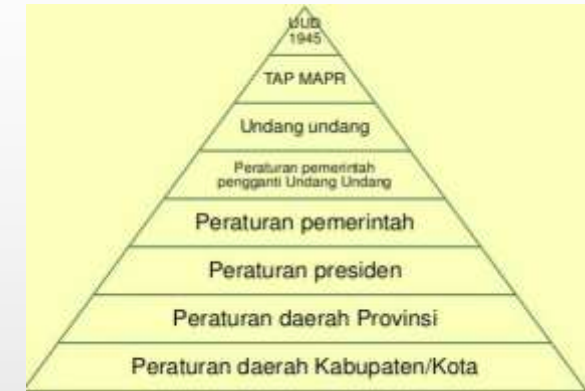 UUD
1945
TAP MAPR
Undang undang
Peraturan pemerintah
pengganti Undang Undang
Peraturan pemerintah
Peraturan presiden
Peraturan daerah Provinsi
Peraturan daerah Kabupaten/Kota